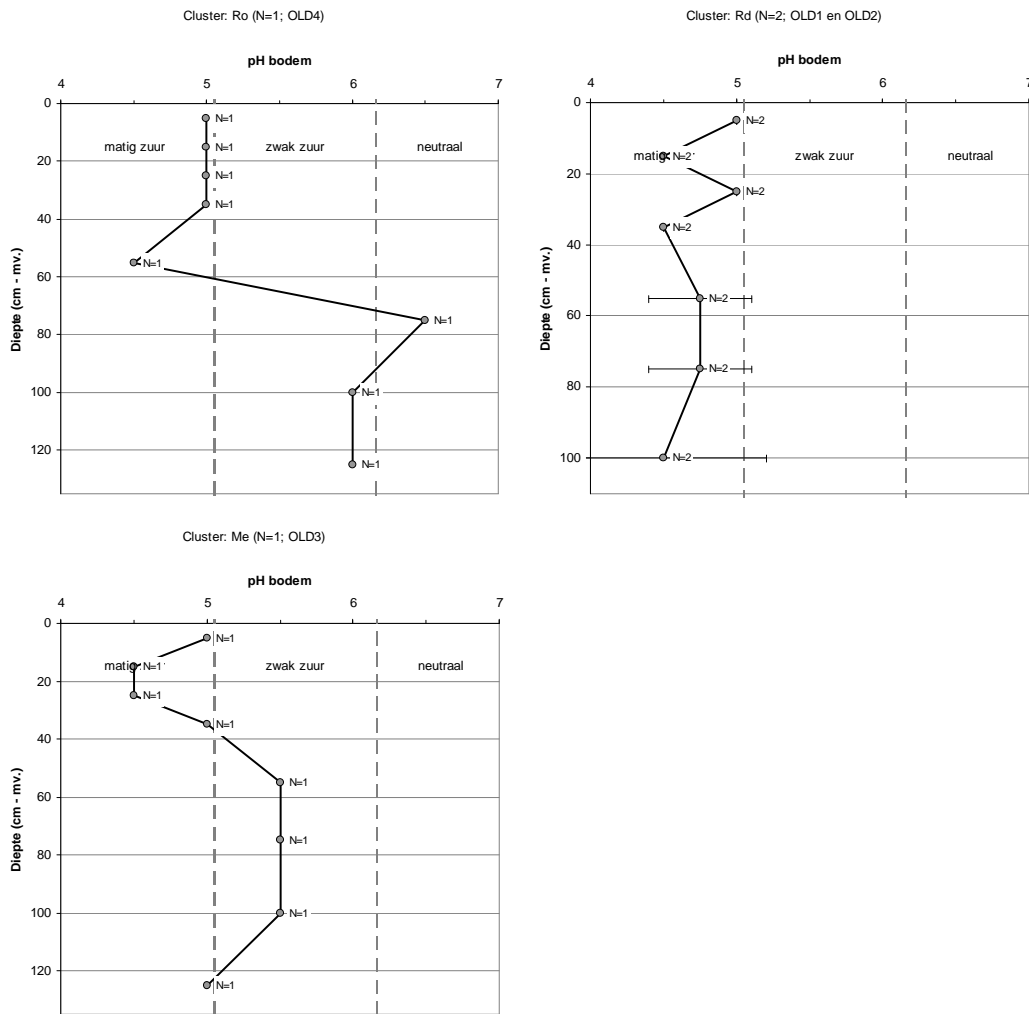 Cluster: Ro (N=1; OLD4)
pH bodem
4 5 6 7
0
20
40
60
80
100
120
Diepte (cm - mv.)
matig zuur zwak zuur neutraal
N=1
N=1
N=1
N=1
N=1
N=1
N=1
N=1
Cluster: Rd (N=2; OLD1 en OLD2)
pH bodem
4 5 6 7
0
20
40
60
80
100
Diepte (cm - mv.)
zwak zuur neutraal
N=2
N=2
N=2
N=2
N=2
N=2
N=2
Cluster: Me (N=1; OLD3)
pH bodem
4 5 6 7
0
20
40
60
80
100
120
Diepte (cm - mv.)
zwak zuur neutraal
N=1
N=1
N=1
N=1
N=1
N=1
N=1
N=1